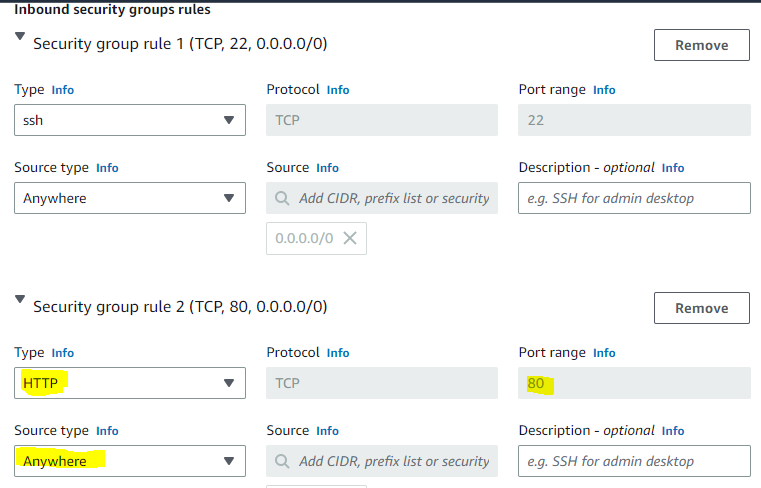 Inbound security groups rules
Security group rule 1 (TCP, 22, 0.0.0.0/0)
Remove
Type Info
Protocol Info
Port range Info
ssh
TCP
22
Source type Info
Source Info
Description - optional Info
Anywhere
Add CIDR, prefix list or security
e.g. SSH for admin desktop
0.0.0.0/0
Security group rule 2 (TCP, 80, 0.0.0.0/0)
Remove
Type Info
Protocol Info
Port range Info
HTTP
TCP
80
Source type Info
Source Info
Description - optional Info
Anywhere
Add CIDR, prefix list or security
e.g. SSH for admin desktop